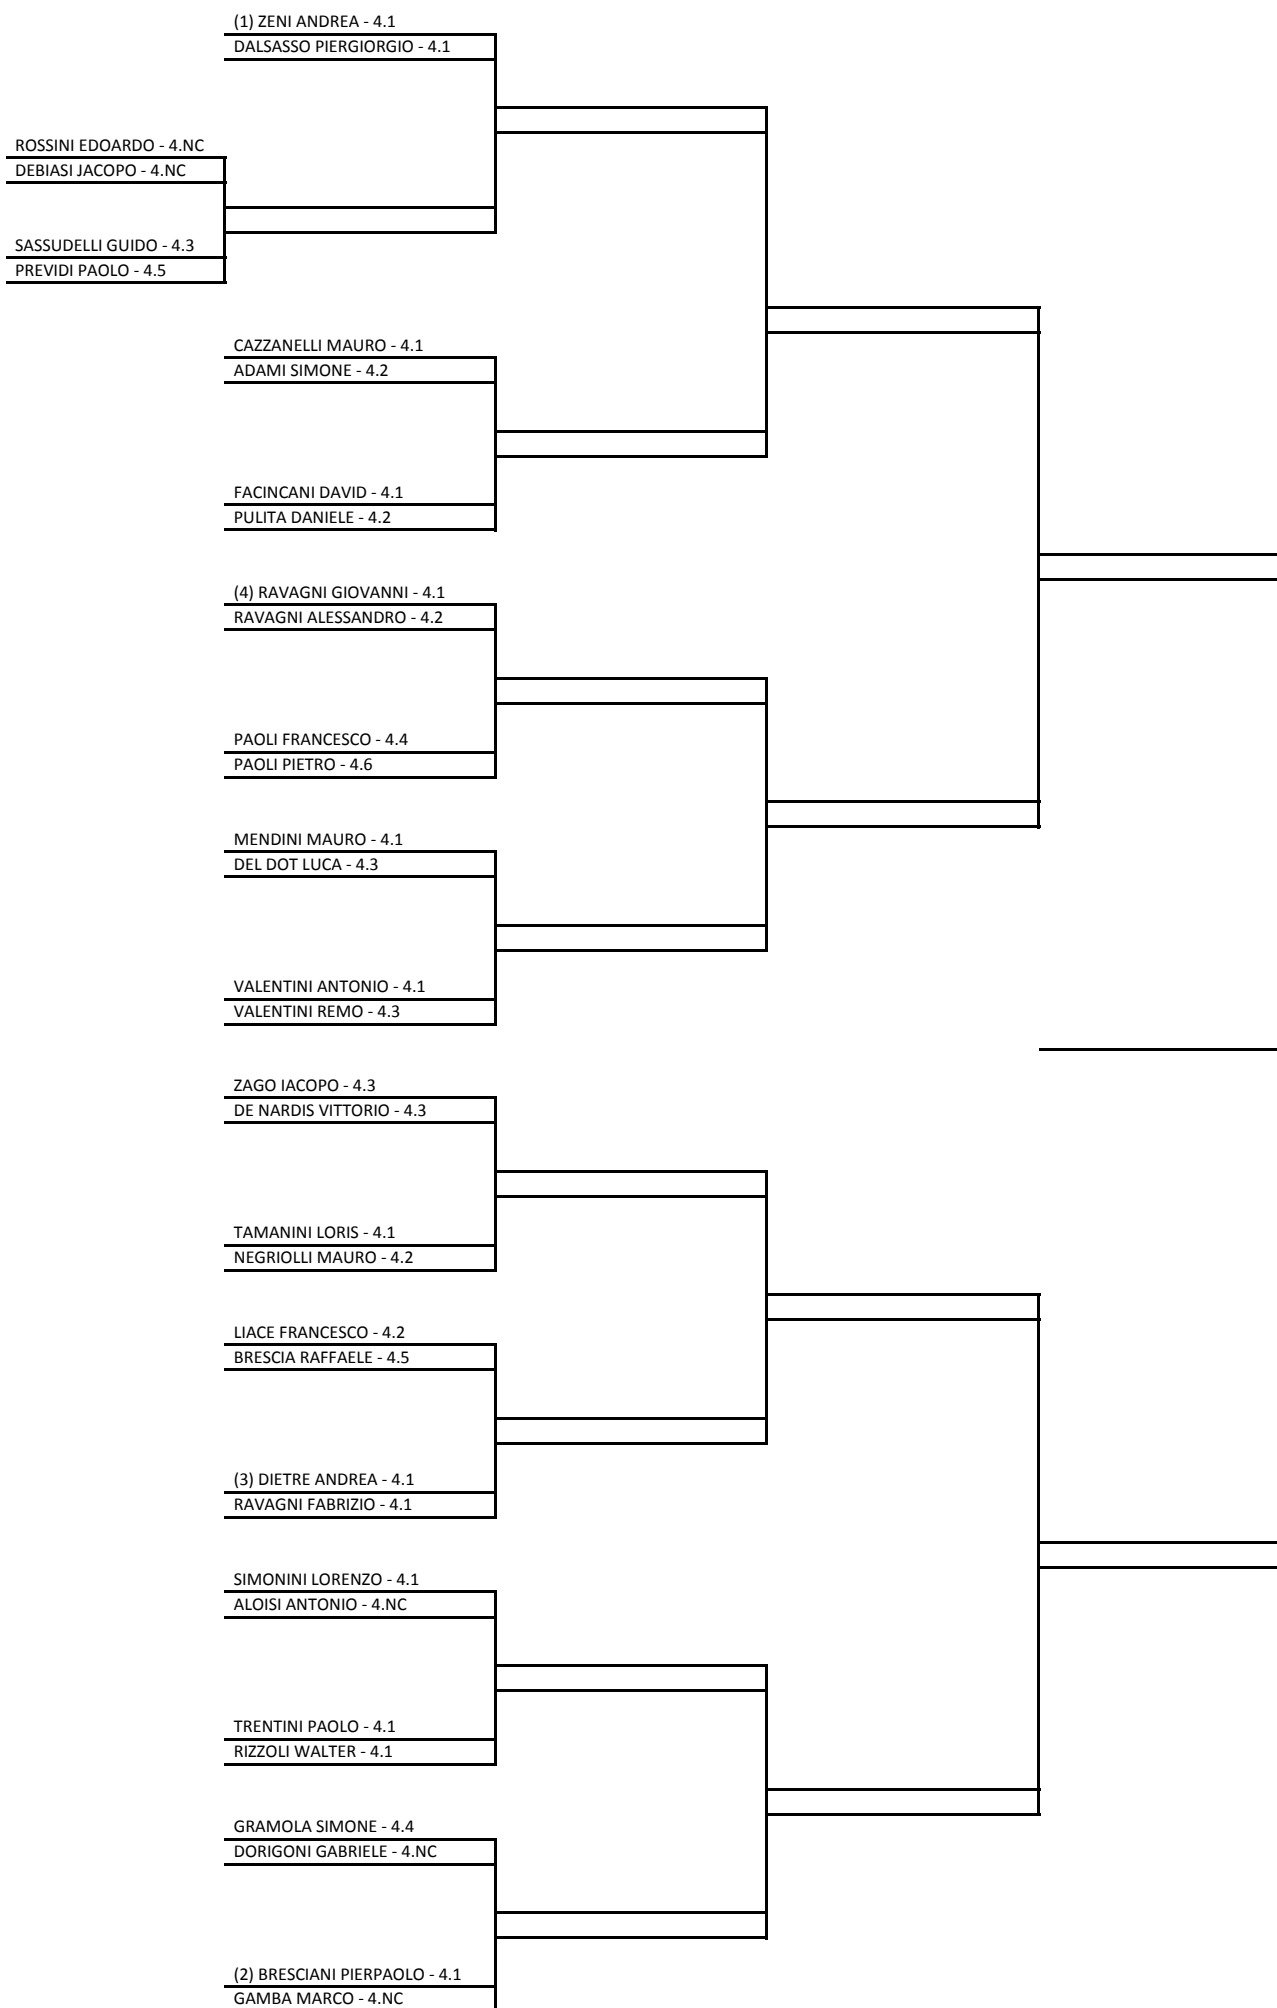 (1) ZENI ANDREA - 4.1
DALSASSO PIERGIORGIO - 4.1
ROSSINI EDOARDO - 4.NC
DEBIASI JACOPO - 4.NC
SASSUDELLI GUIDO - 4.3
PREVIDI PAOLO - 4.5
CAZZANELLI MAURO - 4.1
ADAMI SIMONE - 4.2
FACINCANI DAVID - 4.1
PULITA DANIELE - 4.2
(4) RAVAGNI GIOVANNI - 4.1
RAVAGNI ALESSANDRO - 4.2
PAOLI FRANCESCO - 4.4
PAOLI PIETRO - 4.6
MENDINI MAURO - 4.1
DEL DOT LUCA - 4.3
VALENTINI ANTONIO - 4.1
VALENTINI REMO - 4.3
ZAGO IACOPO - 4.3
DE NARDIS VITTORIO - 4.3
TAMANINI LORIS - 4.1
NEGRIOLLI MAURO - 4.2
LIACE FRANCESCO - 4.2
BRESCIA RAFFAELE - 4.5
(3) DIETRE ANDREA - 4.1
RAVAGNI FABRIZIO - 4.1
SIMONINI LORENZO - 4.1
ALOISI ANTONIO - 4.NC
TRENTINI PAOLO - 4.1
RIZZOLI WALTER - 4.1
GRAMOLA SIMONE - 4.4
DORIGONI GABRIELE - 4.NC
(2) BRESCIANI PIERPAOLO - 4.1
GAMBA MARCO - 4.NC